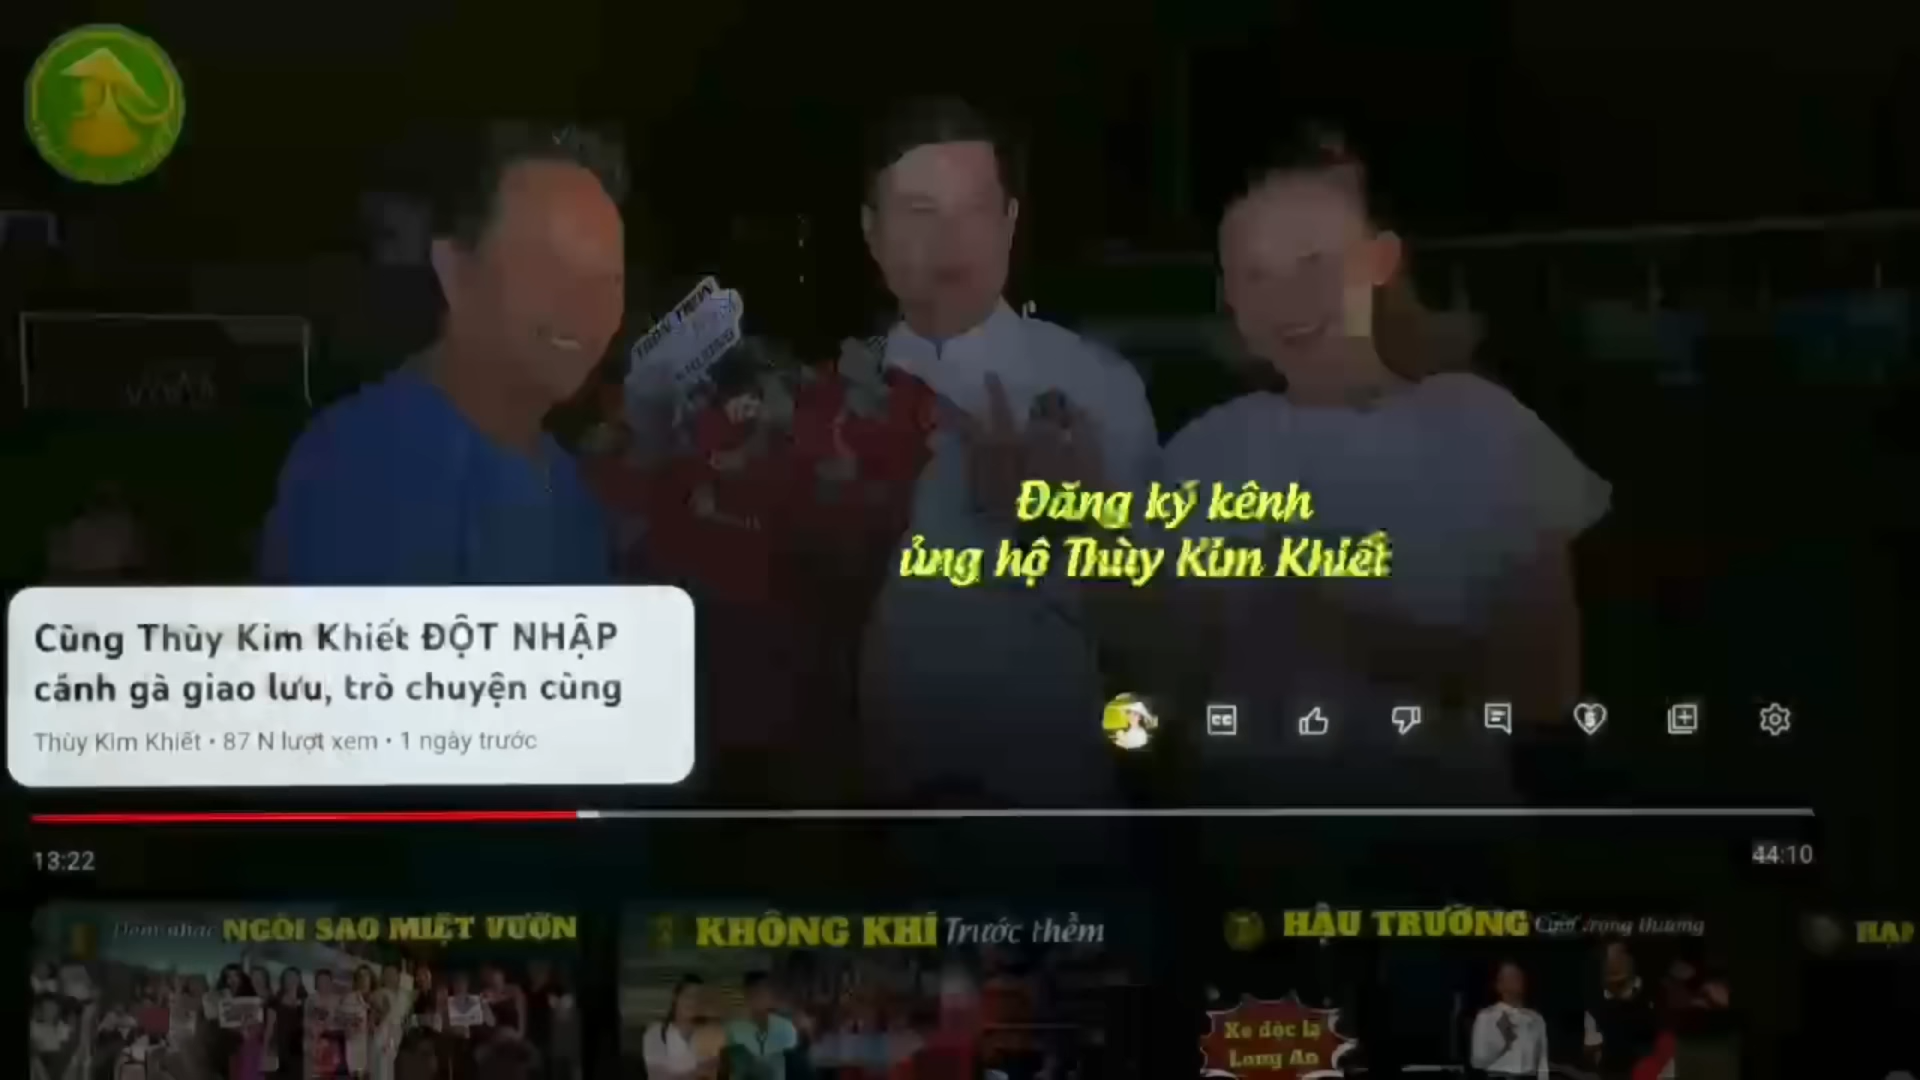 Đăng ký kênh
ủng hộ Thùy Kim Khiết
Cùng Thùy Kim Khiết ĐỘT NHẬP
cánh gà giao lưu, trò chuyện cùng
Thùy Kim Khiết • 87 N lượt xem • 1 ngày trước
CC
13:22
44:10
NGÔI SAO MIỆT VƯỜN
KHÔNG KHÍ Trước thềm
HẬU TRƯỜNG
Xe độc lạ
Long An